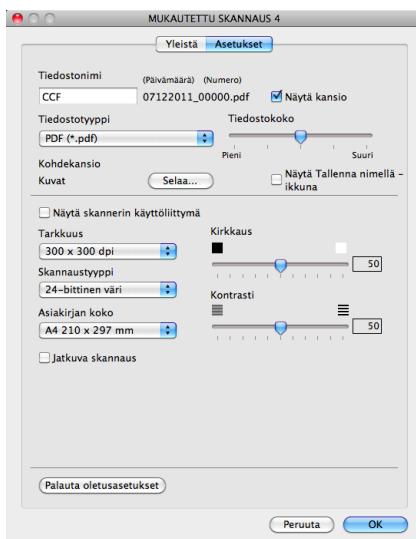 MUKAUTETTU SKANNAUS 4
Yleistä Asetukset
Tiedostonimi (Päivämäärä) (Numero)
CCF 07122011_00000.pdf Näytä kansio
Tiedostotyyppi Tiedostokoko
PDF (*.pdf)
Pieni Suuri
Kohdekansio
Kuvat Selaa... Näytä Tallenna nimellä -
ikkuna
Näytä skannerin käyttöliittymä
Tarkkuus Kirkkaus
300 x 300 dpi
50
Skannaustyyppi
24-bittinen väri
Kontrasti
Asiakirjan koko
A4 210 x 297 mm 50
Jatkuva skannaus
Palauta oletusasetukset
Peruuta OK